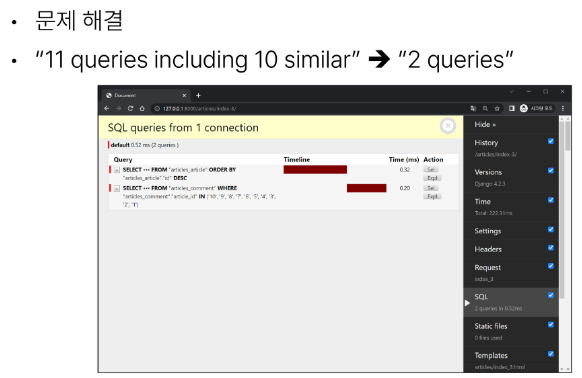 • 문제 해결
• “11 queries including 10 similar” ➔ “2 queries”
Document
127.0.0.1:8000/articles/index-3/
SQL queries from 1 connection
default 0.52 ms (2 queries )
Query Timeline Time (ms) Action
SELECT ••• FROM "articles_article" ORDER BY "articles_article"."id" DESC 0.32 Sel Expl
SELECT ••• FROM "articles_comment" WHERE "articles_comment"."article_id" IN ('10', '9', '8', '7', '6', '5', '4', '3', '2', '1') 0.20 Sel Expl
Hide »
History
/articles/index-3/
Versions
Django 4.2.3
Time
Settings
Headers
Request
index_3
SQL
2 queries in 0.52ms
Static files
0 files used
Templates
articles/index_3.html